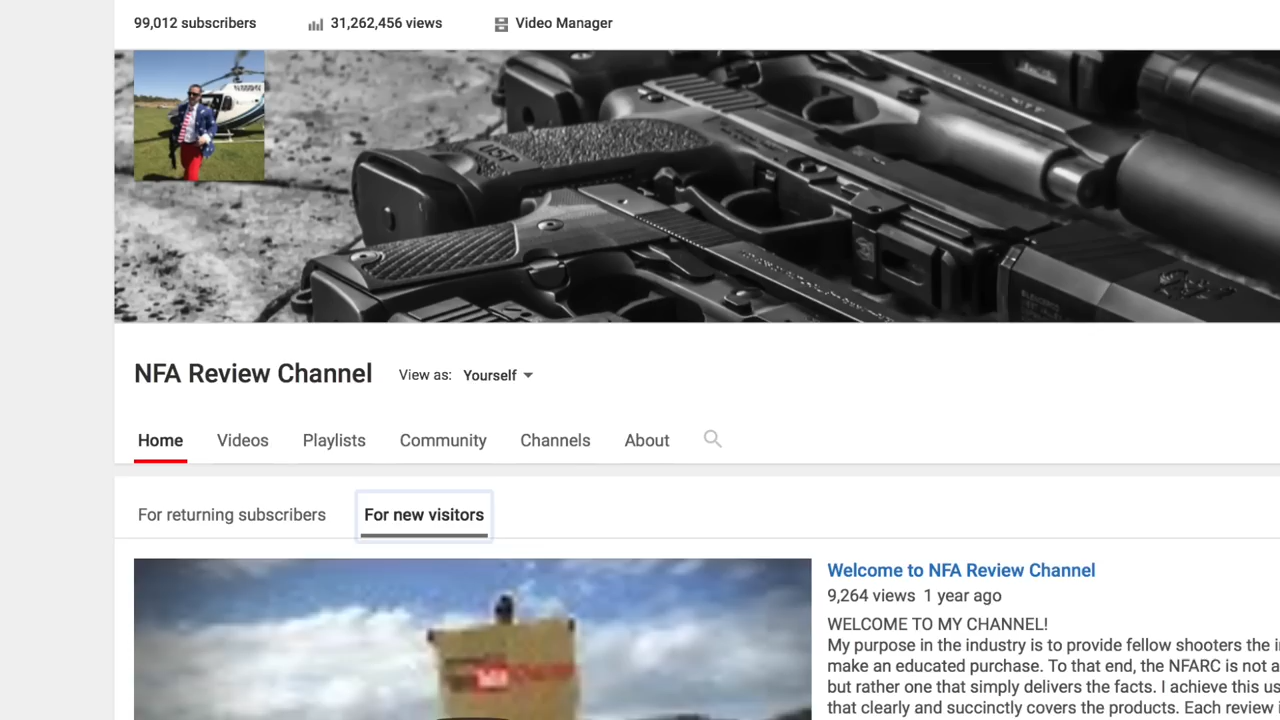 99,012 subscribers 31,262,456 views Video Manager
USP
NFA Review Channel View as: Yourself
Home Videos Playlists Community Channels About
For returning subscribers For new visitors
Welcome to NFA Review Channel
9,264 views 1 year ago
WELCOME TO MY CHANNEL!
My purpose in the industry is to provide fellow shooters the
make an educated purchase. To that end, the NFARC is not a
but rather one that simply delivers the facts. I achieve this
that clearly and succinctly covers the products. Each review